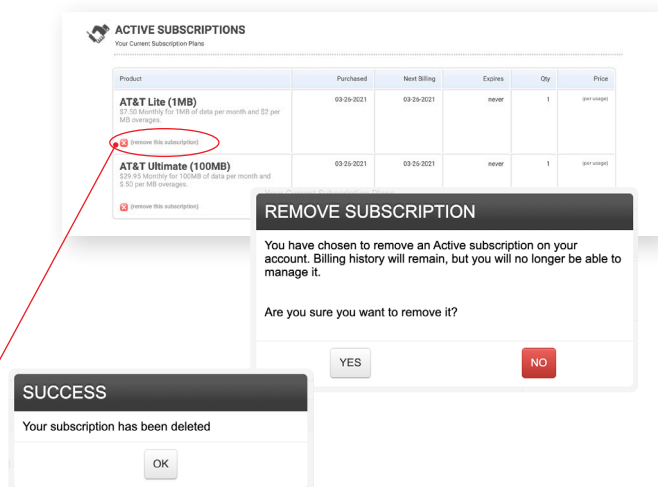 ACTIVE SUBSCRIPTIONS
Your Current Subscription Plans
Product Purchased Next Billing Expires Qty Price
AT&T Lite (1MB) 03-26-2021 03-26-2021 never 1 (per usage)
$7.50 Monthly for 1MB of data per month and $2 per
MB overages.
(remove this subscription)
AT&T Ultimate (100MB) 03-26-2021 03-26-2021 never 1 (per usage)
$29.95 Monthly for 100MB of data per month and
$.50 per MB overages.
(remove this subscription)
Your Current Subscription Plans
REMOVE SUBSCRIPTION
You have chosen to remove an Active subscription on your
account. Billing history will remain, but you will no longer be able to
manage it.
Are you sure you want to remove it?
YES NO
SUCCESS
Your subscription has been deleted
OK